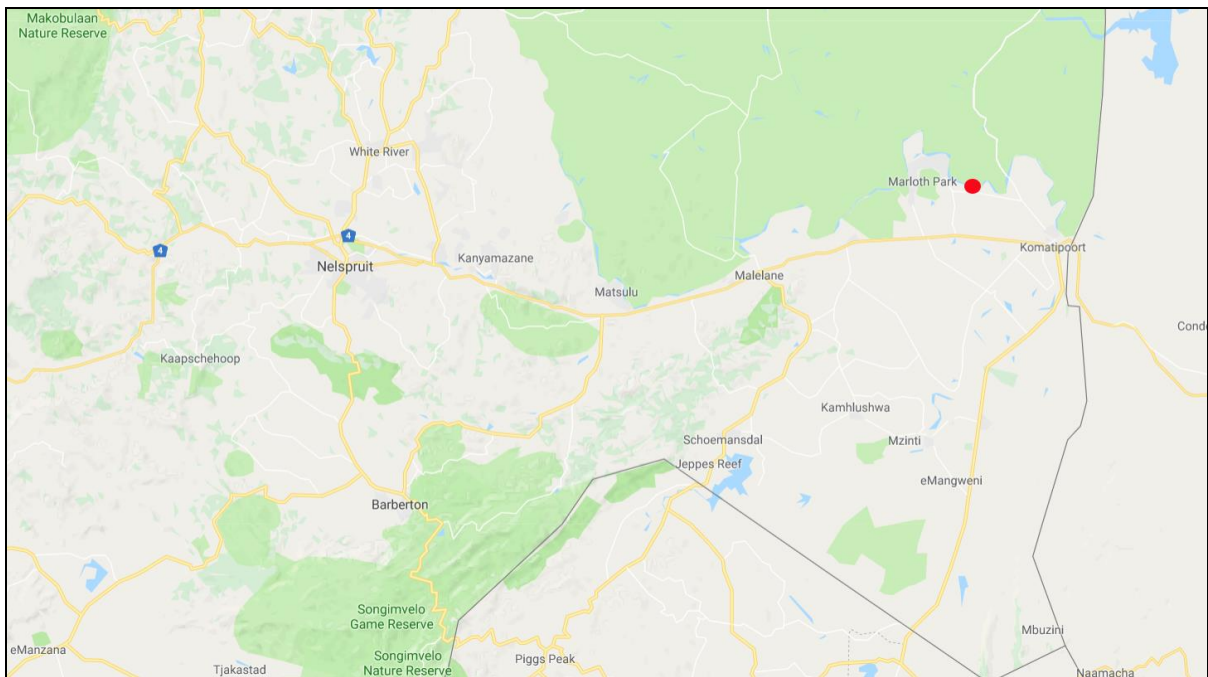 Makobulaan
Nature Reserve
White River
Marloth Park
4
4
Komatipoort
Kanyamazane
Nelspruit
Malelane
Matsulu
Cond
Kaapschehoop
Kamhlushwa
Schoemansdal
Mzinti
Jeppes Reef
eMangweni
Barberton
Songimvelo
Game Reserve
Mbuzini
eManzana
Songimvelo
Nature Reserve
Piggs Peak
Tjakastad
Naamacha